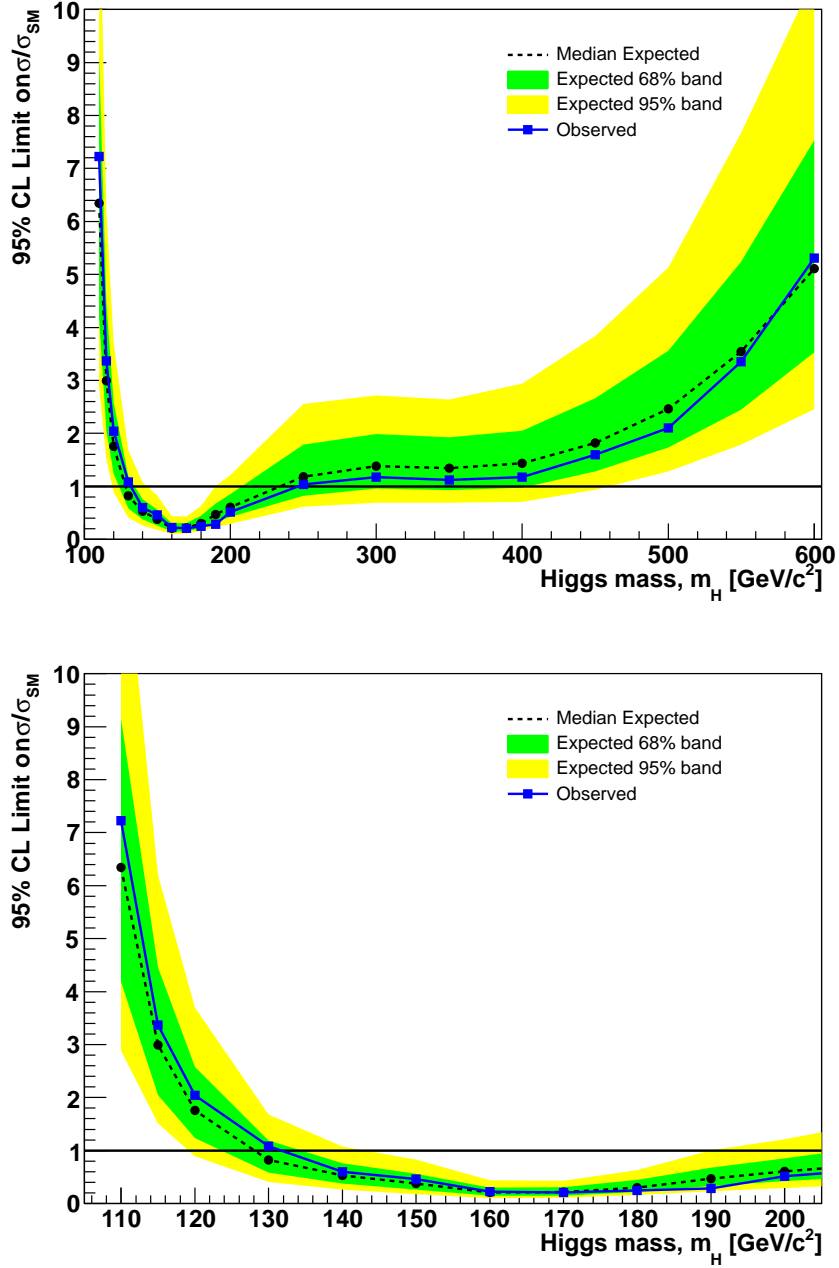 95% CL Limit onσ/σSM
10
9
8
7
6
5
4
3
2
1
0
Median Expected
Expected 68% band
Expected 95% band
Observed
100 200 300 400 500 600
Higgs mass, mH [GeV/c2]
95% CL Limit onσ/σSM
10
9
8
7
6
5
4
3
2
1
0
Median Expected
Expected 68% band
Expected 95% band
Observed
110 120 130 140 150 160 170 180 190 200
Higgs mass, mH [GeV/c2]